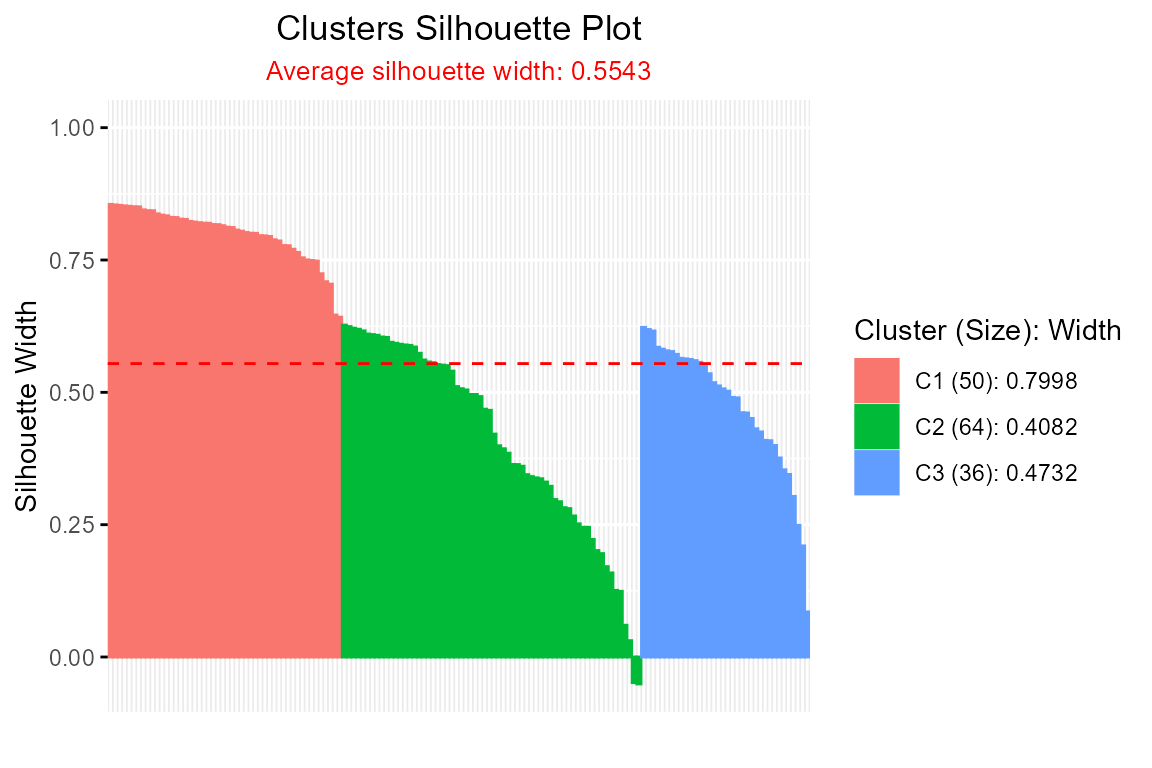 Clusters Silhouette Plot
Average silhouette width: 0.5543
1.00
0.75
0.50
0.25
0.00
Silhouette Width
Cluster (Size): Width
C1 (50): 0.7998
C2 (64): 0.4082
C3 (36): 0.4732